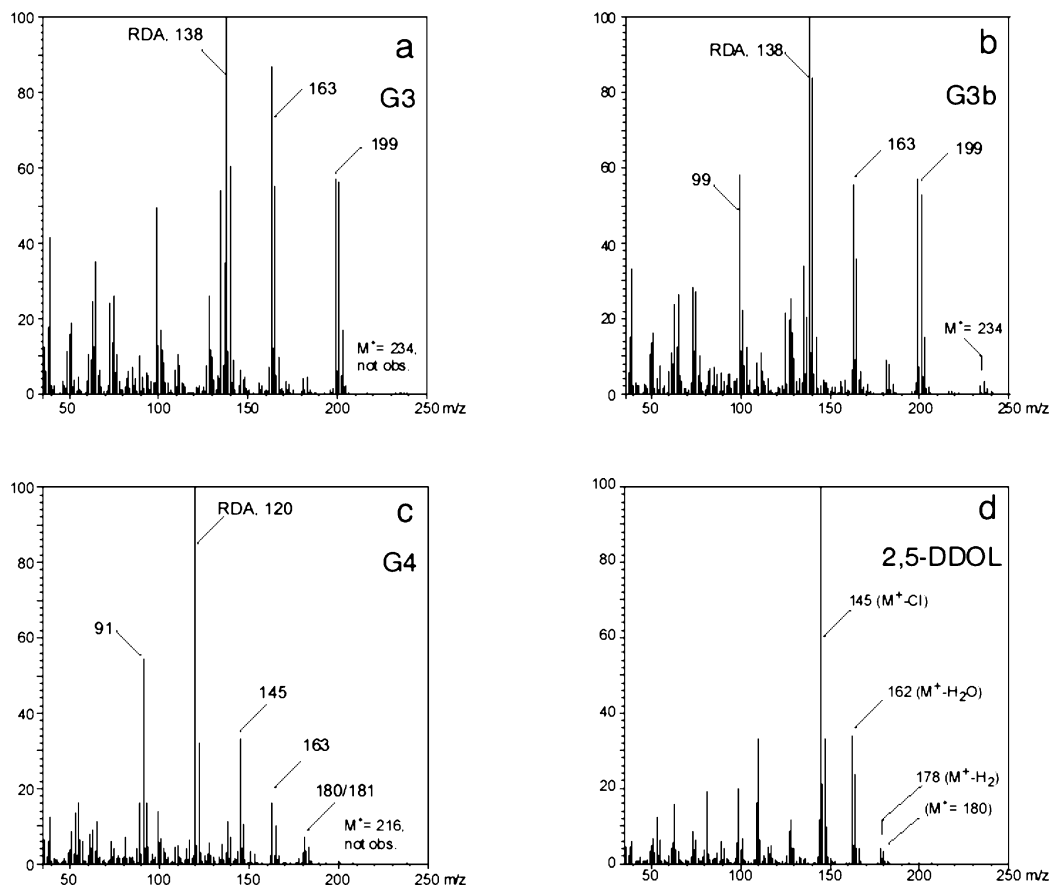 100
RDA, 138
a
G3
80
163
60
199
40
20
M⁺= 234,
not obs.
0
50
100
150
200
250 m/z
100
RDA, 138
b
G3b
80
163
199
60
99
40
20
M⁺= 234
0
50
100
150
200
250 m/z
100
RDA, 120
c
G4
80
60
91
145
40
163
20
180/181
M⁺= 216,
not obs.
0
50
100
150
200
250 m/z
100
d
2,5-DDOL
80
145 (M⁺-Cl)
60
162 (M⁺-H₂O)
40
178 (M⁺-H₂)
20
(M⁺= 180)
0
50
100
150
200
250 m/z